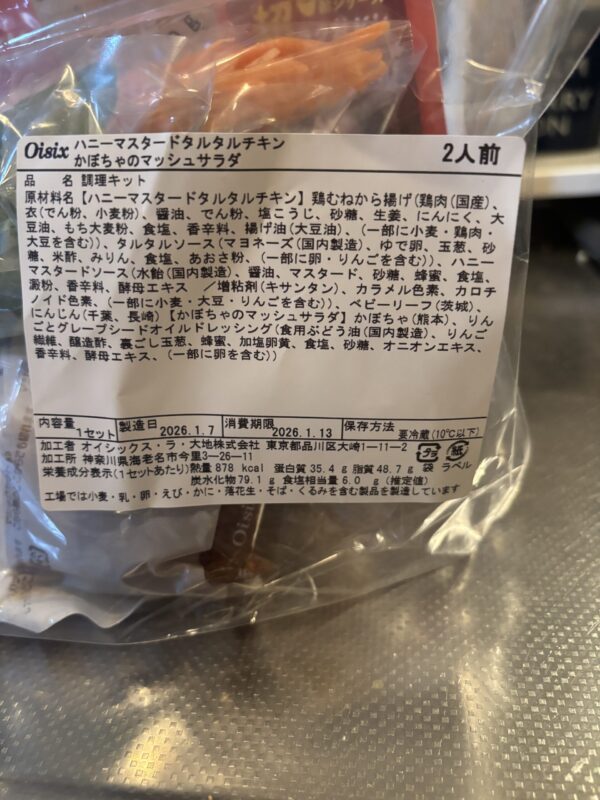 Oisix ハニーマスタードタルタルチキン
かぼちゃのマッシュサラダ
2人前
品 名 調理キット
原材料名【ハニーマスタードタルタルチキン】鶏むねから揚げ(鶏肉(国産)、
衣(でん粉、小麦粉)、醤油、でん粉、塩こうじ、砂糖、生姜、にんにく、大
豆油、もち大麦粉、食塩、香辛料、揚げ油(大豆油)、(一部に小麦・鶏肉・
大豆を含む))、タルタルソース(マヨネーズ(国内製造)、ゆで卵、玉葱、砂
糖、米酢、みりん、食塩、あおさ粉、(一部に卵・りんごを含む))、ハニー
マスタードソース(水飴(国内製造)、醤油、マスタード、砂糖、蜂蜜、食塩、
澱粉、香辛料、酵母エキス /増粘剤(キサンタン)、カラメル色素、カロチ
ノイド色素、(一部に小麦・大豆・りんごを含む))、ベビーリーフ(茨城)、
にんじん(千葉、長崎)【かぼちゃのマッシュサラダ】かぼちゃ(熊本)、りん
ごとグレープシードオイルドレッシング(食用ぶどう油(国内製造)、りんご
繊維、醸造酢、裏ごし玉葱、蜂蜜、加塩卵黄、食塩、砂糖、オニオンエキス、
香辛料、酵母エキス、(一部に卵を含む))
内容量 1セット 製造日 2026.1.7 消費期限 2026.1.13 保存方法 要冷蔵(10℃以下)
加工者 オイシックス・ラ・大地株式会社 東京都品川区大崎1-11-2
加工所 神奈川県海老名市今里3-26-11
プラ 袋 紙 ラベル
栄養成分表示(1セットあたり)熱量 878 kcal 蛋白質 35.4 g 脂質 48.7 g
炭水化物 79.1 g 食塩相当量 6.0 g (推定値)
工場では小麦・乳・卵・えび・かに・落花生・そば・くるみを含む製品を製造しています
Oisix